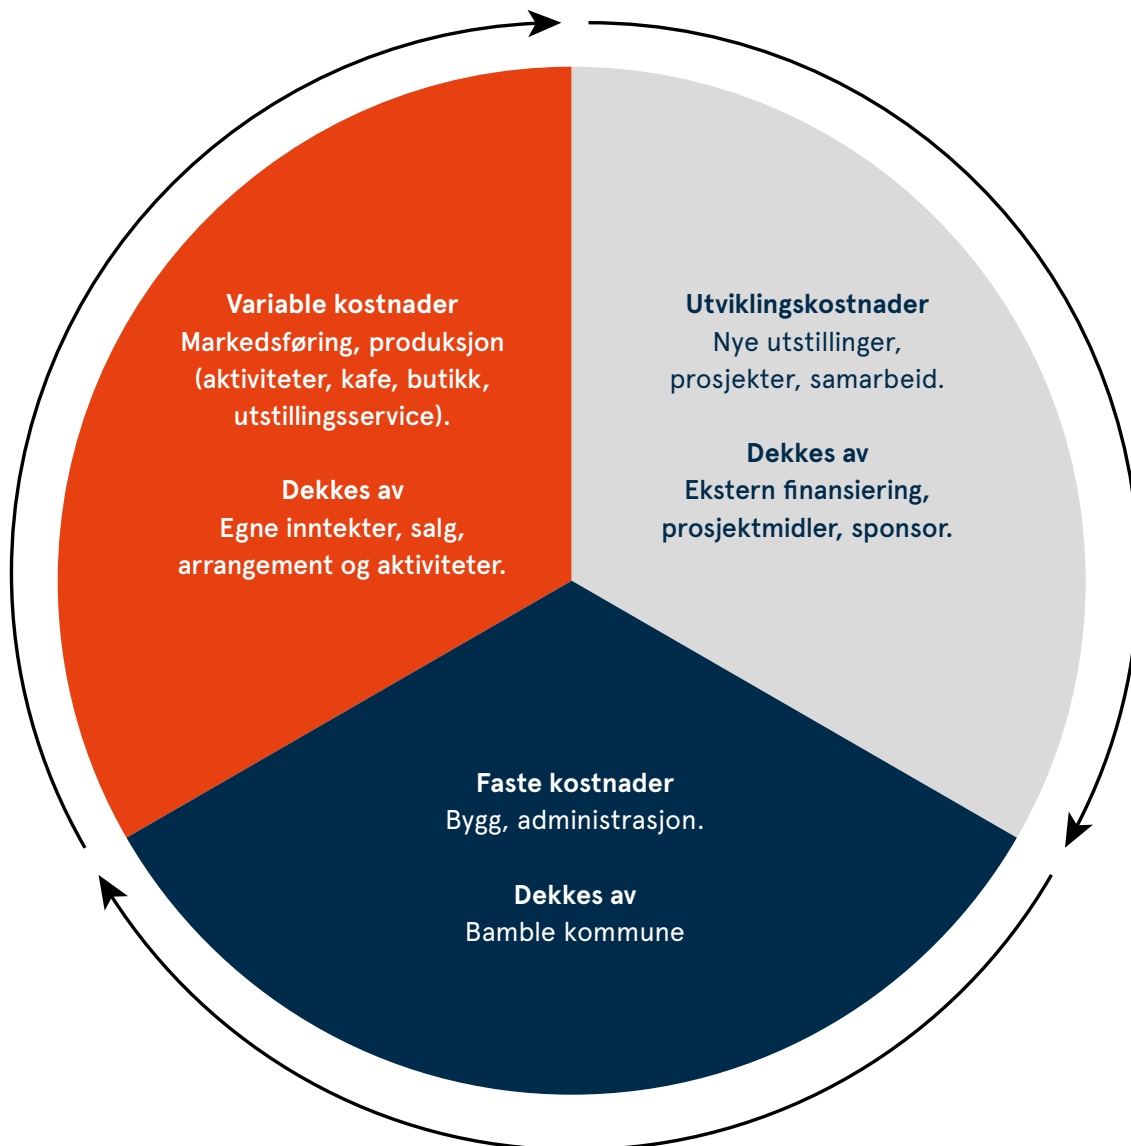 Variable kostnader
Markedsføring, produksjon
(aktiviteter, kafe, butikk,
utstillingsservice).
Dekkes av
Egne inntekter, salg,
arrangement og aktiviteter.
Utviklingskostnader
Nye utstillinger,
prosjekter, samarbeid.
Dekkes av
Ekstern finansiering,
prosjektmidler, sponsor.
Faste kostnader
Bygg, administrasjon.
Dekkes av
Bamble kommune